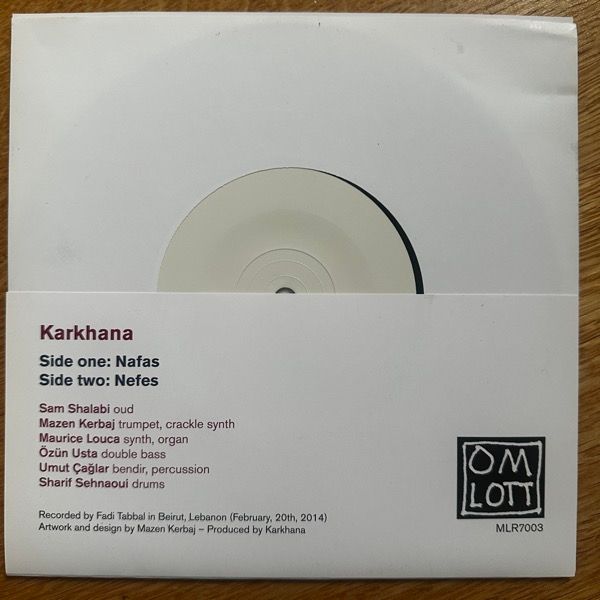 Karkhana
Side one: Nafas
Side two: Nefes
Sam Shalabi oud
Mazen Kerbaj trumpet, crackle synth
Maurice Louca synth, organ
Özün Usta double bass
Umut Çağlar bendir, percussion
Sharif Sehnaoui drums
Recorded by Fadi Tabbal in Beirut, Lebanon (February, 20th, 2014)
Artwork and design by Mazen Kerbaj – Produced by Karkhana
OM
LOTT
MLR7003